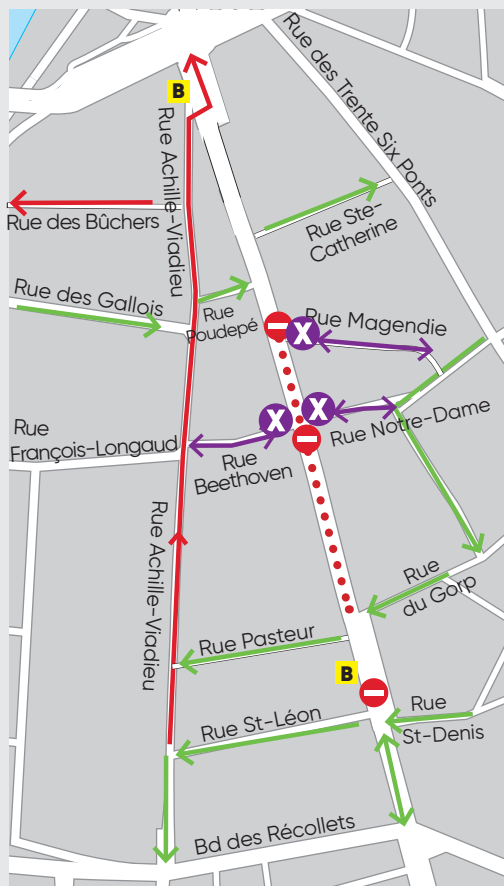 Rue des Trente Six Ponts
B
Rue Achille-Viadieu
Rue des Bûchers
Rue Ste-
Catherine
Rue des Gallois
Rue
Poudepé
Rue Magendie
X
X
X
Rue Notre-Dame
Rue
François-Longaud
Rue
Beethoven
Rue Achille-Viadieu
Rue
du Gorp
Rue Pasteur
B
Rue
St-Denis
Rue St-Léon
Bd des Récollets